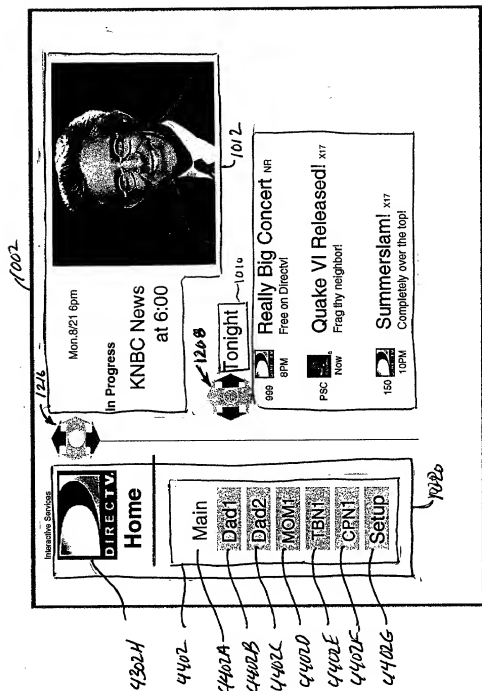 1002
1216
Interactive Services
DIRECTV
Home
Main
Dad1
Dad2
MOM1
TBN1
CPN1
Setup
Mon.8/21 6pm
In Progress
KNBC News
at 6:00
1012
1208
Tonight
1010
999
8PM
Really Big Concert NR
Free on Directv!
PSC
Now
Quake VI Released! X17
Frag thy neighbor!
150
10PM
Summerslam! X17
Completely over the top!
4302H
4402
4402A
4402B
4402C
4402D
4402E
4402F
4402G